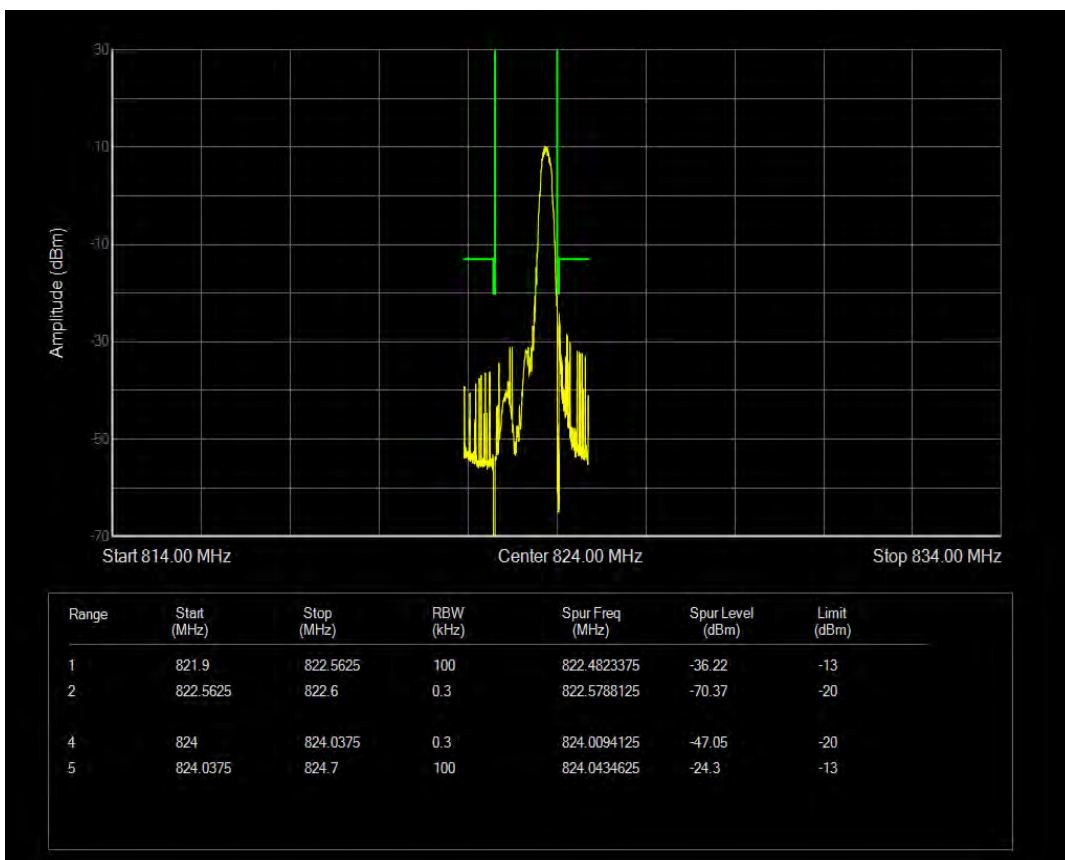 30
10
-10
-30
-50
-70
Amplitude (dBm)
Start 814.00 MHz Center 824.00 MHz Stop 834.00 MHz
Range Start (MHz) Stop (MHz) RBW (kHz) Spur Freq (MHz) Spur Level (dBm) Limit (dBm)
1 821.9 822.5625 100 822.4823375 -36.22 -13
2 822.5625 822.6 0.3 822.5788125 -70.37 -20
4 824 824.0375 0.3 824.0094125 -47.05 -20
5 824.0375 824.7 100 824.0434625 -24.3 -13